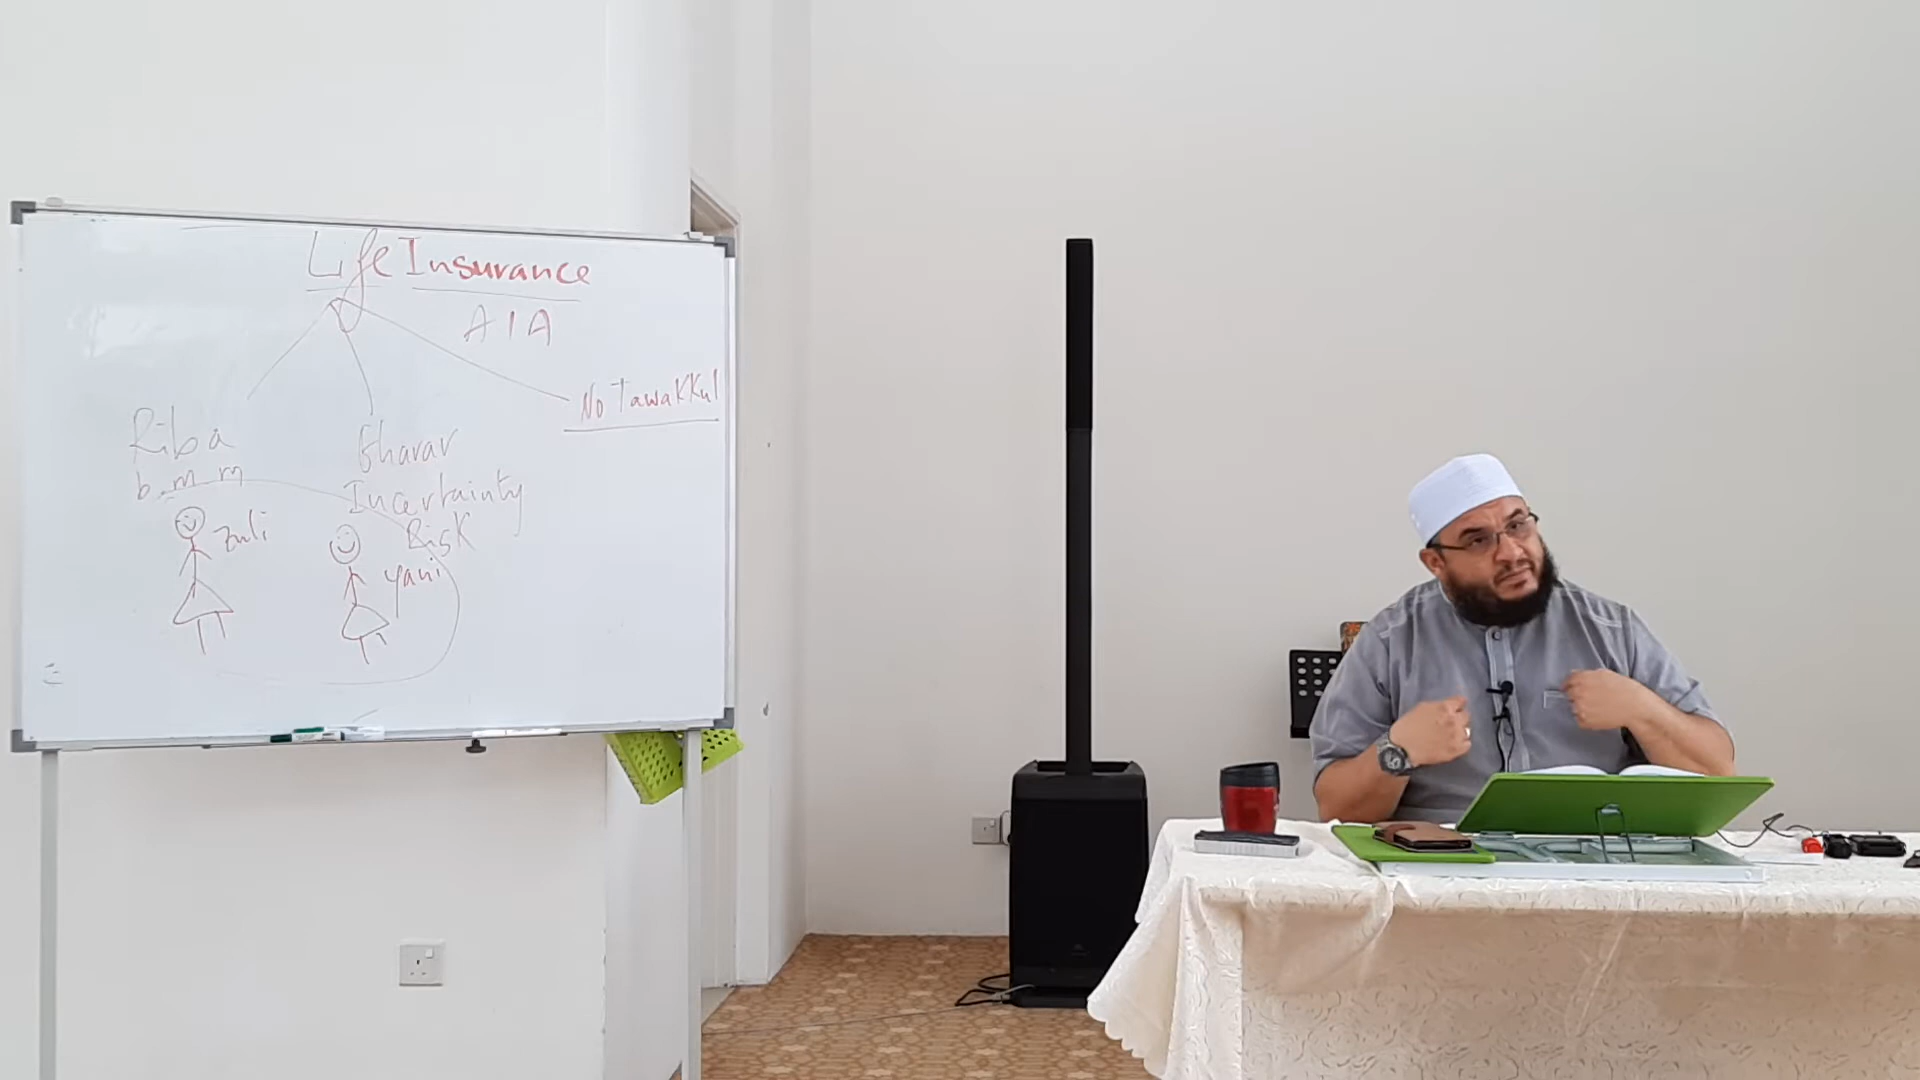 Life Insurance
AIA
No Tawakkul
Riba
b.m m
Gharar
Incertainty
Risk
Zuli
yani